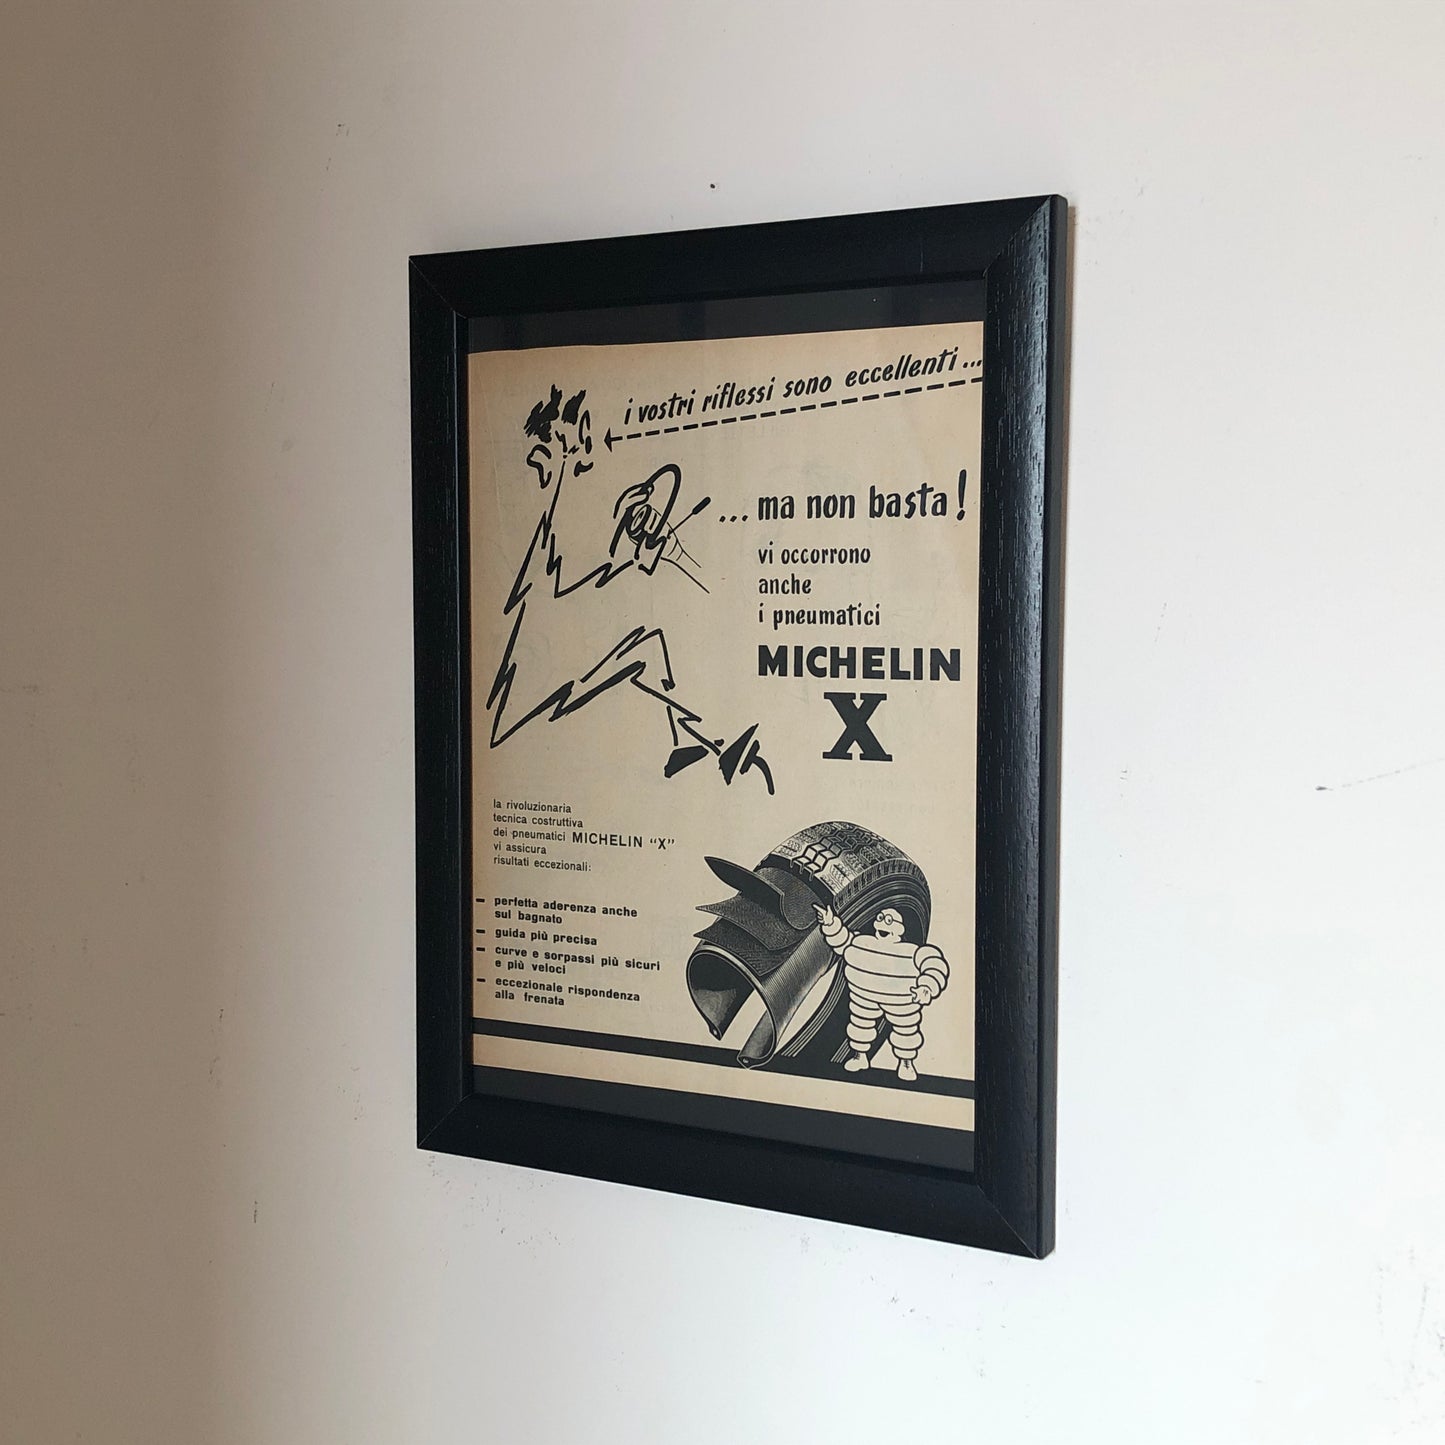 i vostri riflessi sono eccellenti...
... ma non basta!
vi occorrono
anche
i pneumatici
MICHELIN
X
la rivoluzionaria
tecnica costruttiva
dei pneumatici MICHELIN “X”
vi assicura
risultati eccezionali:
– perfetta aderenza anche
sul bagnato
– guida più precisa
– curve e sorpassi più sicuri
e più veloci
– eccezionale rispondenza
alla frenata